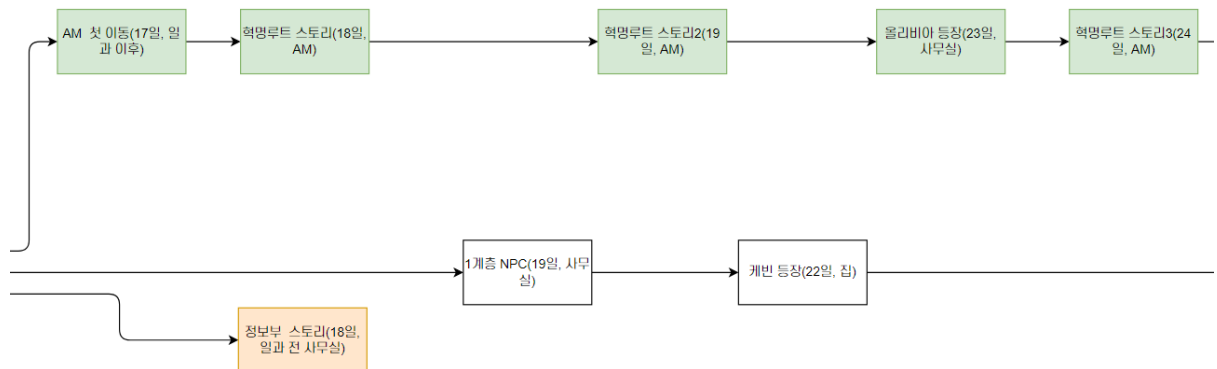 AM 첫 이동(17일, 일
과 이후)
혁명루트 스토리(18일,
AM)
혁명루트 스토리2(19
일, AM)
올리비아 등장(23일,
사무실)
혁명루트 스토리3(24
일, AM)
1계층 NPC(19일, 사무
실)
케빈 등장(22일, 집)
정보부 스토리(18일,
일과 전 사무실)